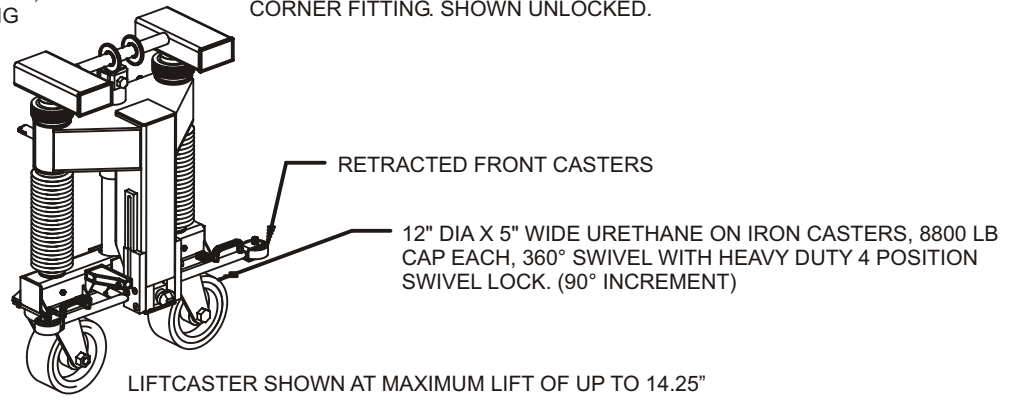 NG
CORNER FITTING. SHOWN UNLOCKED.
RETRACTED FRONT CASTERS
12" DIA X 5" WIDE URETHANE ON IRON CASTERS, 8800 LB
CAP EACH, 360° SWIVEL WITH HEAVY DUTY 4 POSITION
SWIVEL LOCK. (90° INCREMENT)
LIFTCASTER SHOWN AT MAXIMUM LIFT OF UP TO 14.25”